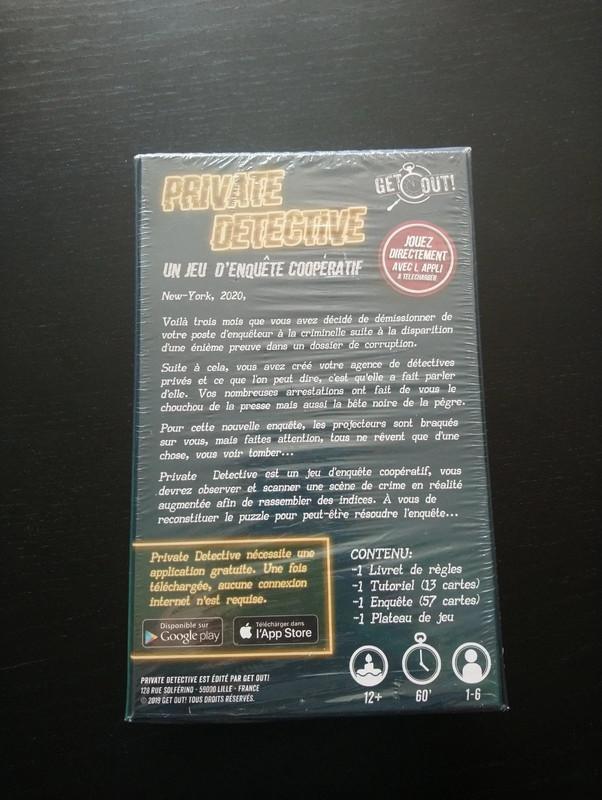 PRIVATE
DETECTIVE
GET OUT!
JOUEZ
DIRECTEMENT
AVEC L'APPLI
À TÉLÉCHARGER
UN JEU D'ENQUÊTE COOPÉRATIF
New-York, 2020,
Voilà trois mois que vous avez décidé de démissionner de
votre poste d'enquêteur à la criminelle suite à la disparition
d'une énième preuve dans un dossier de corruption.
Suite à cela, vous avez créé votre agence de détectives
privés et ce que l'on peut dire, c'est qu'elle a fait parler
d'elle. Vos nombreuses arrestations ont fait de vous le
chouchou de la presse mais aussi la bête noire de la pègre.
Pour cette nouvelle enquête, les projecteurs sont braqués
sur vous, mais faites attention, tous ne rêvent que d'une
chose, vous voir tomber...
Private Detective est un jeu d'enquête coopératif, vous
devrez observer et scanner une scène de crime en réalité
augmentée afin de rassembler des indices. À vous de
reconstituer le puzzle pour peut-être résoudre l'enquête...
Private Detective nécessite une
application gratuite. Une fois
téléchargée, aucune connexion
internet n'est requise.
Disponible sur
Google play
Télécharger dans
l'App Store
CONTENU:
-1 Livret de règles
-1 Tutoriel (13 cartes)
-1 Enquête (57 cartes)
-1 Plateau de jeu
12+
60'
1-6
PRIVATE DETECTIVE EST ÉDITÉ PAR GET OUT!
128 RUE SOLFÉRINO - 59000 LILLE - FRANCE
© 2019 GET OUT! TOUS DROITS RÉSERVÉS.